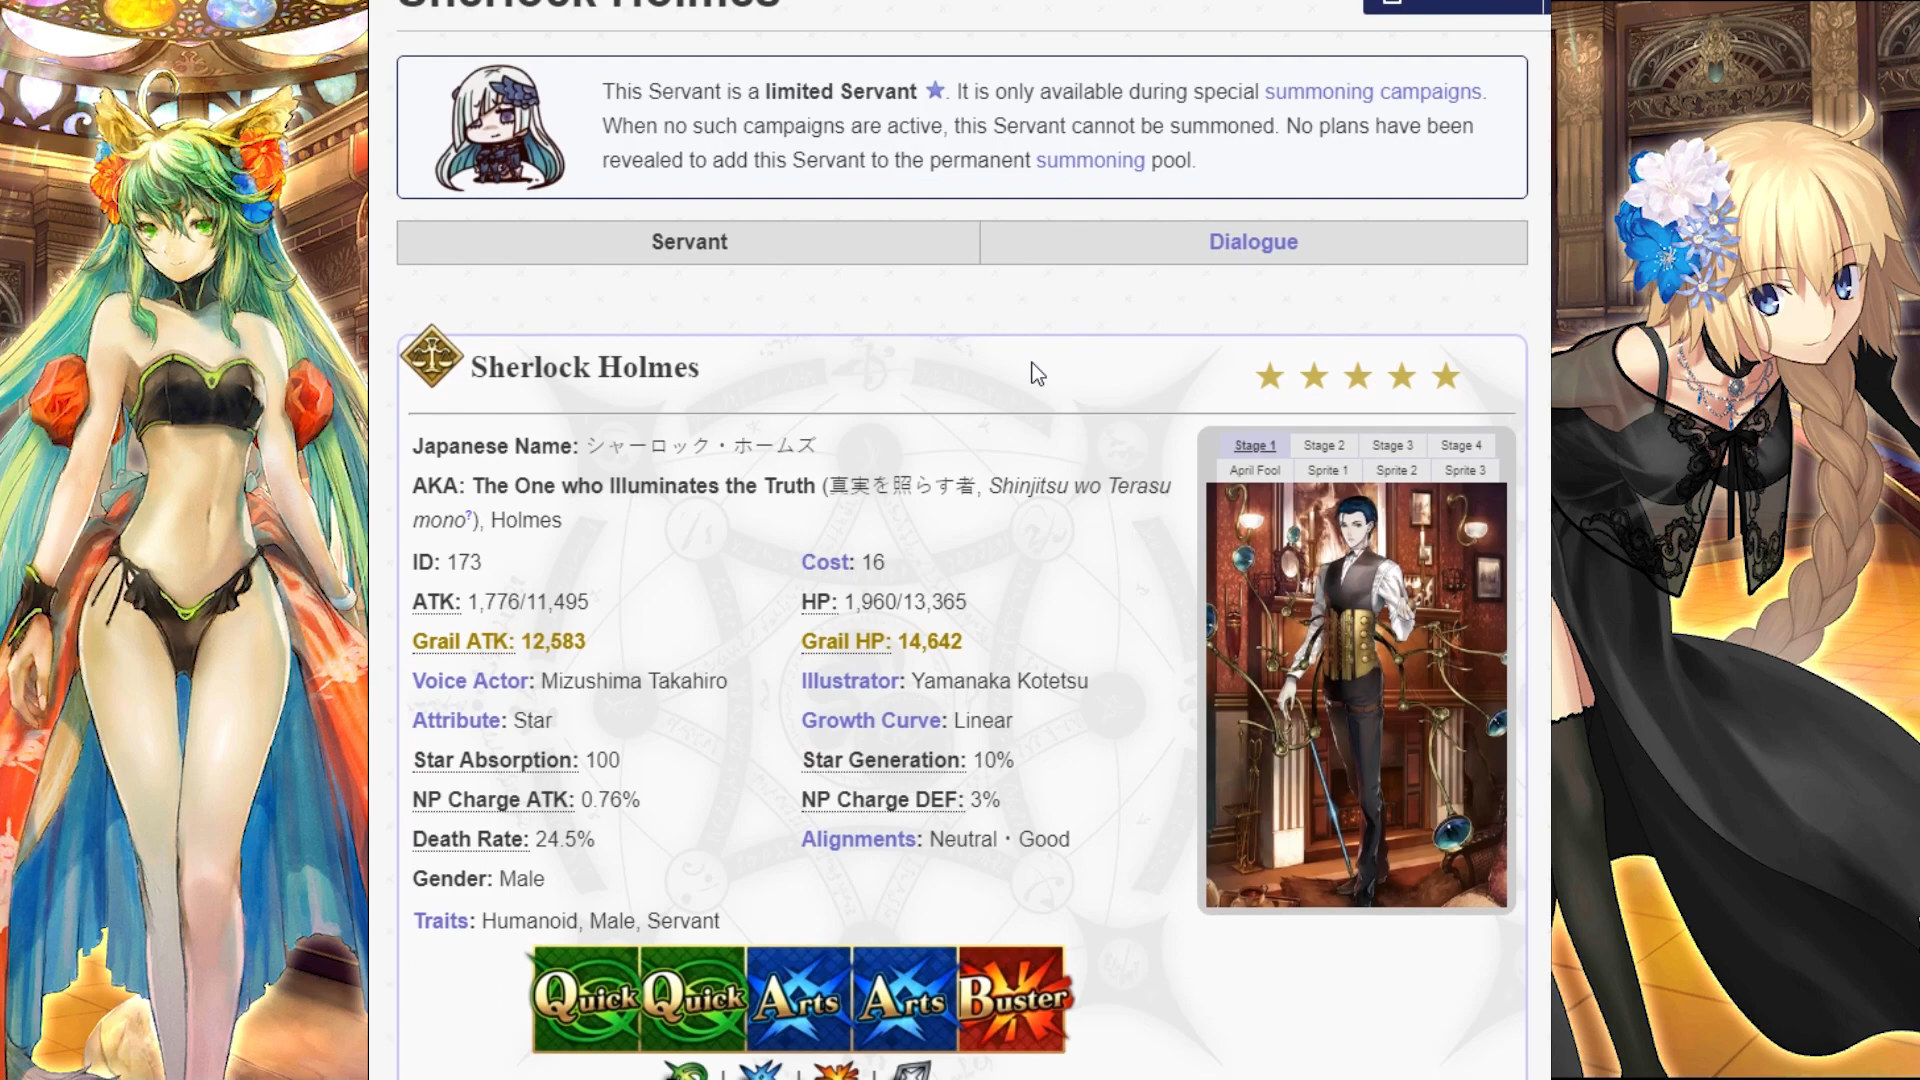 Sherlock Holmes
This Servant is a limited Servant ★. It is only available during special summoning campaigns.
When no such campaigns are active, this Servant cannot be summoned. No plans have been
revealed to add this Servant to the permanent summoning pool.
Servant
Dialogue
Sherlock Holmes
★ ★ ★ ★ ★
Japanese Name: シャーロック・ホームズ
AKA: The One who Illuminates the Truth (真実を照らす者, Shinjitsu wo Terasu
mono?), Holmes
ID: 173
Cost: 16
ATK: 1,776/11,495
HP: 1,960/13,365
Grail ATK: 12,583
Grail HP: 14,642
Voice Actor: Mizushima Takahiro
Illustrator: Yamanaka Kotetsu
Attribute: Star
Growth Curve: Linear
Star Absorption: 100
Star Generation: 10%
NP Charge ATK: 0.76%
NP Charge DEF: 3%
Death Rate: 24.5%
Alignments: Neutral・Good
Gender: Male
Traits: Humanoid, Male, Servant
Quick Quick Arts Arts Buster
Stage 1 Stage 2 Stage 3 Stage 4
April Fool Sprite 1 Sprite 2 Sprite 3